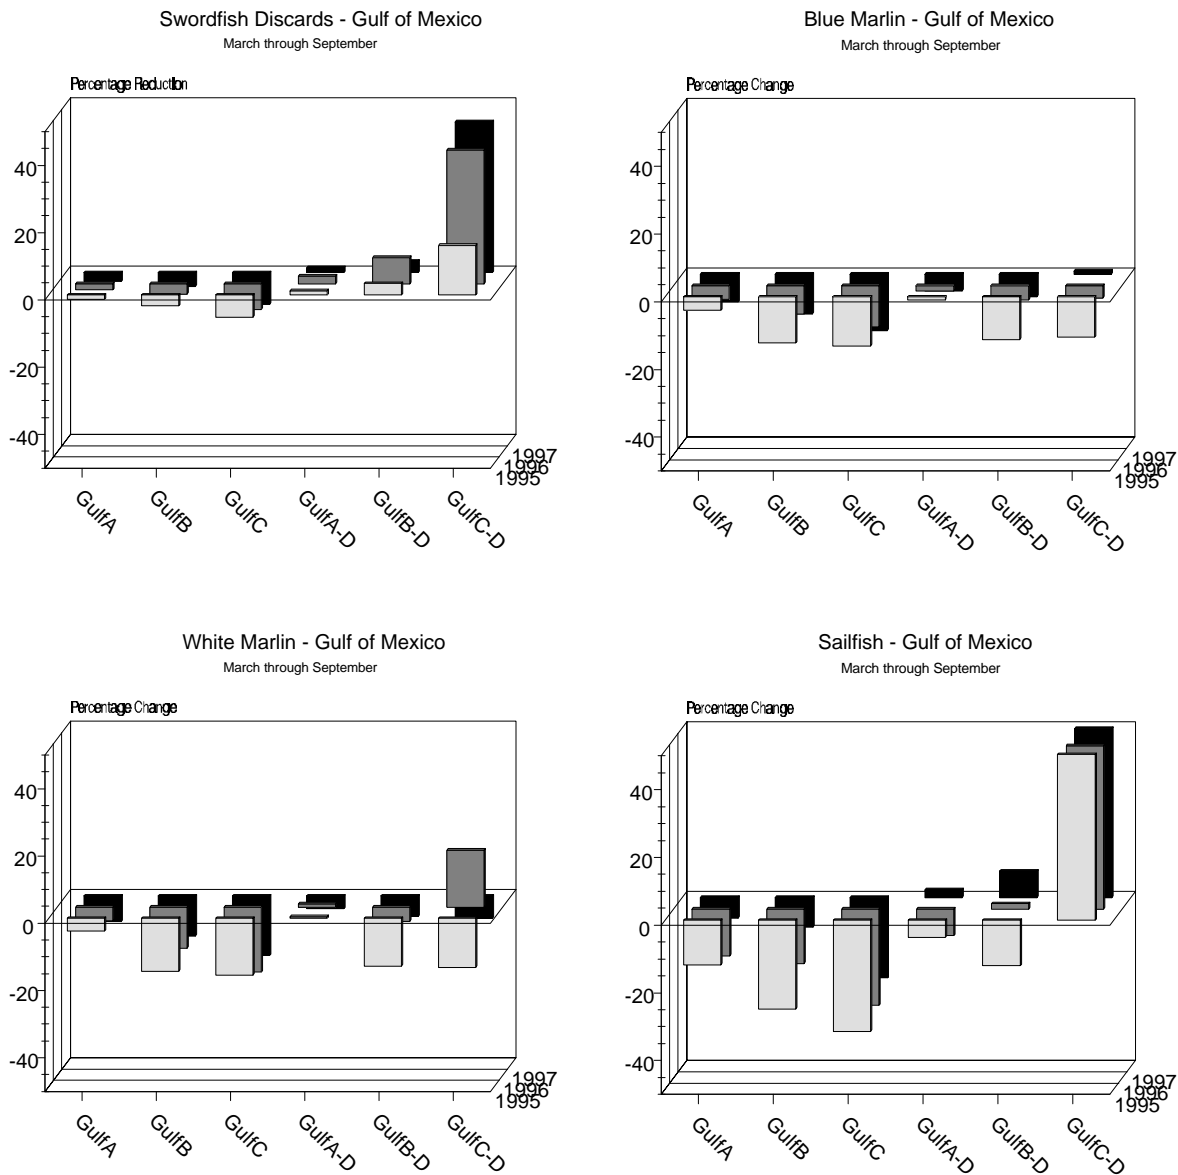 Swordfish Discards - Gulf of Mexico
March through September
Percentage Reduction
40
20
0
-20
-40
1997
1996
1995
GulfA
GulfB
GulfC
GulfA-D
GulfB-D
GulfC-D
Blue Marlin - Gulf of Mexico
March through September
Percentage Change
40
20
0
-20
-40
1997
1996
1995
GulfA
GulfB
GulfC
GulfA-D
GulfB-D
GulfC-D
White Marlin - Gulf of Mexico
March through September
Percentage Change
40
20
0
-20
-40
1997
1996
1995
GulfA
GulfB
GulfC
GulfA-D
GulfB-D
GulfC-D
Sailfish - Gulf of Mexico
March through September
Percentage Change
40
20
0
-20
-40
1997
1996
1995
GulfA
GulfB
GulfC
GulfA-D
GulfB-D
GulfC-D